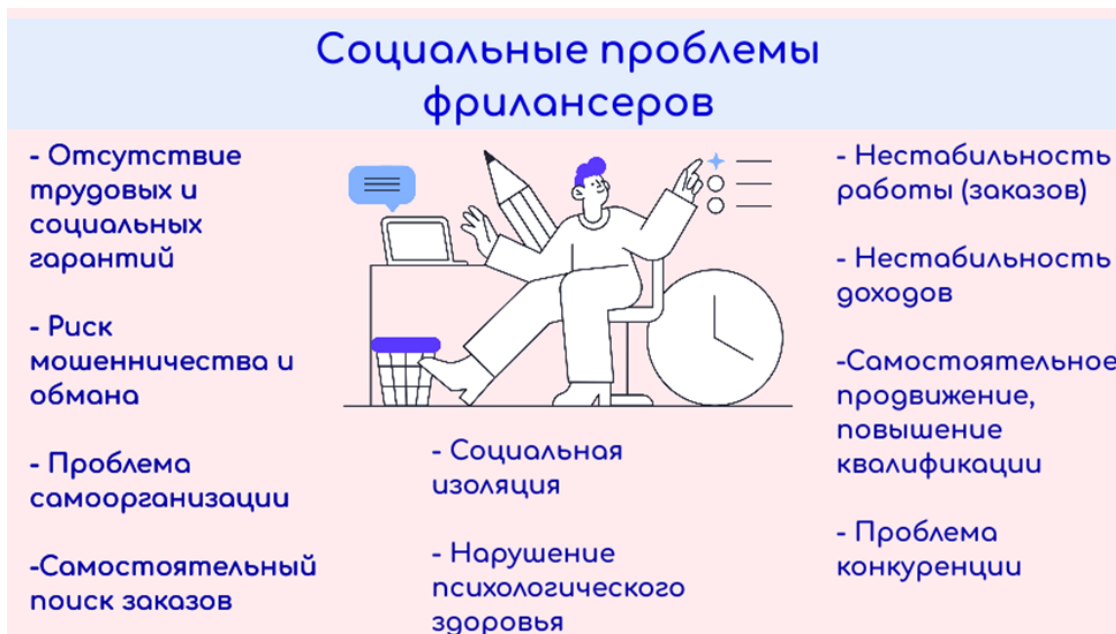 Социальные проблемы
фрилансеров
- Отсутствие
трудовых и
социальных
гарантий
- Риск
мошенничества и
обмана
- Проблема
самоорганизации
-Самостоятельный
поиск заказов
- Социальная
изоляция
- Нарушение
психологического
здоровья
- Нестабильность
работы (заказов)
- Нестабильность
доходов
-Самостоятельное
продвижение,
повышение
квалификации
- Проблема
конкуренции